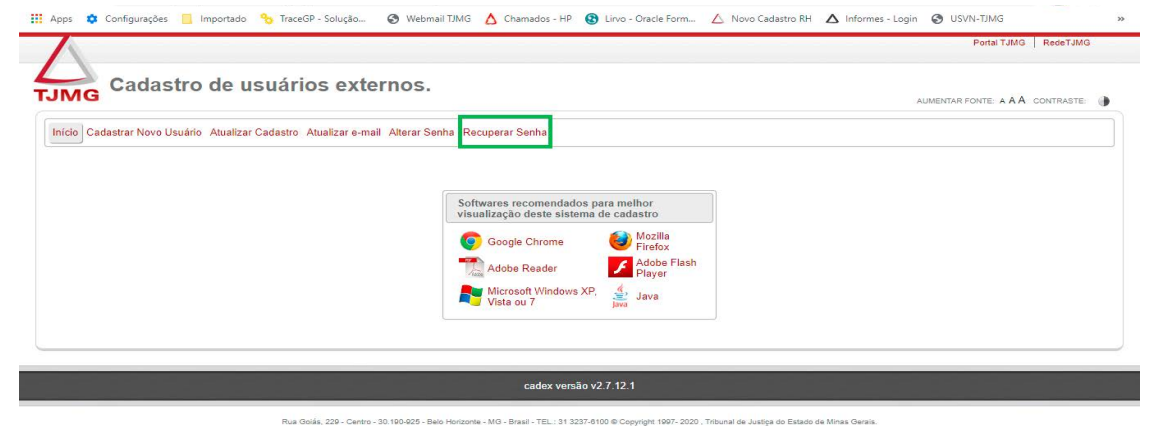 Apps Configurações Importado TraceGP - Solução... Webmail TJMG Chamados - HP Lirvo - Oracle Form... Novo Cadastro RH Informes - Login USVN-TJMG »
Portal TJMG | RedeTJMG
TJMG
Cadastro de usuários externos.
AUMENTAR FONTE: A A A CONTRASTE:
Início Cadastrar Novo Usuário Atualizar Cadastro Atualizar e-mail Alterar Senha Recuperar Senha
Softwares recomendados para melhor
visualização deste sistema de cadastro
Google Chrome
Mozilla
Firefox
Adobe Reader
Adobe Flash
Player
Microsoft Windows XP,
Vista ou 7
Java
Java
cadex versão v2.7.12.1
Rua Goiás, 229 - Centro - 30.190-925 - Belo Horizonte - MG - Brasil - TEL.: 31 3237-6100 © Copyright 1997- 2020 , Tribunal de Justiça do Estado de Minas Gerais.